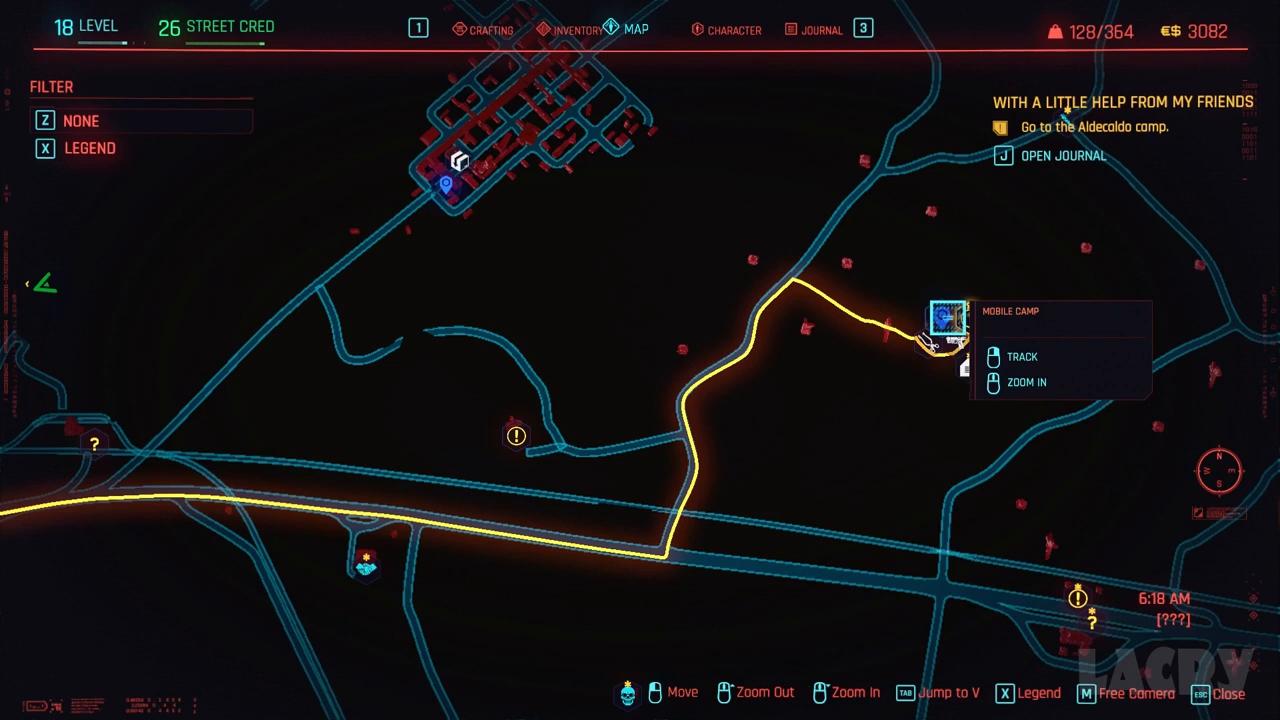 18 LEVEL
26 STREET CRED
1
CRAFTING
INVENTORY
MAP
CHARACTER
JOURNAL
3
128/364
€$ 3082
FILTER
Z NONE
X LEGEND
WITH A LITTLE HELP FROM MY FRIENDS
Go to the Aldecaldo camp.
J OPEN JOURNAL
MOBILE CAMP
TRACK
ZOOM IN
?
!
N
W E
S
!
?
6:18 AM
[???]
LACRY
Move
Zoom Out
Zoom In
TAB Jump to V
X Legend
M Free Camera
ESC Close